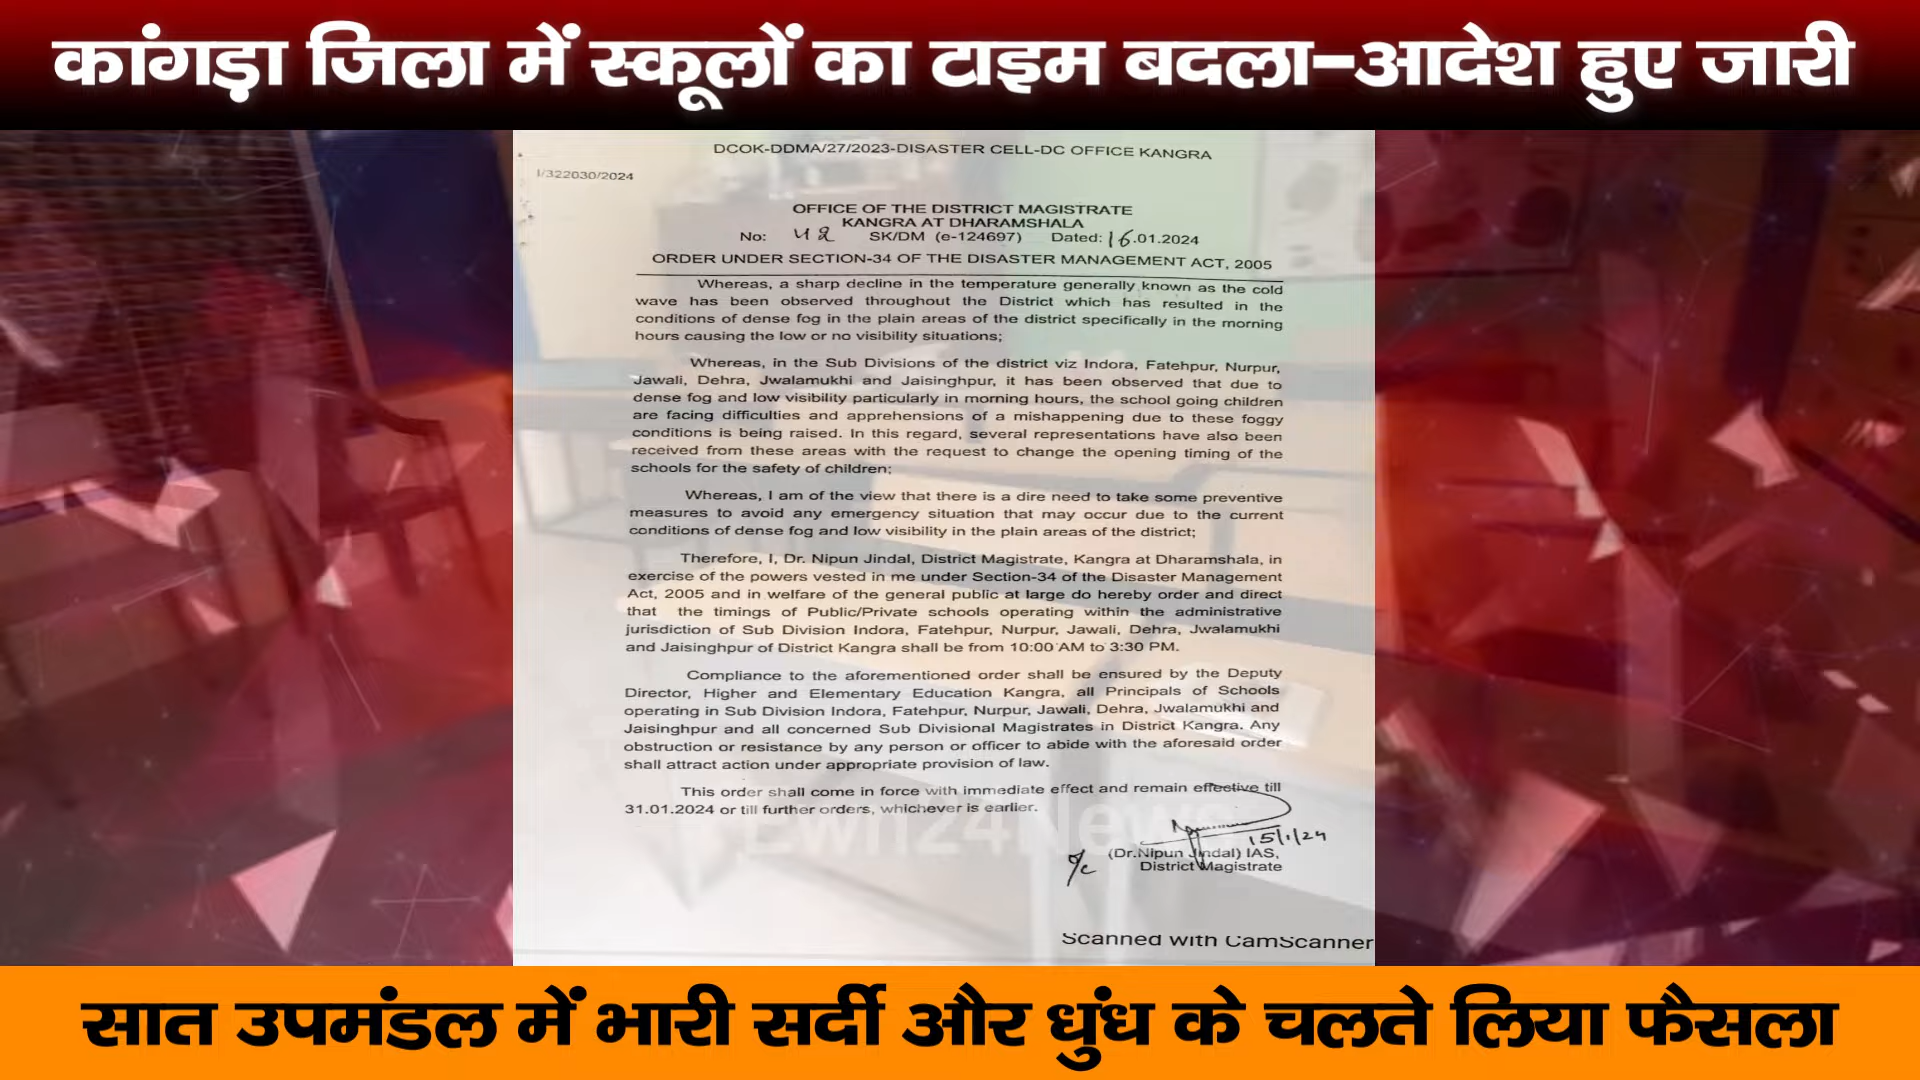 कांगड़ा जिला में स्कूलों का टाइम बदला-आदेश हुए जारी
DCOK-DDMA/27/2023-DISASTER CELL-DC OFFICE KANGRA
I/322030/2024
OFFICE OF THE DISTRICT MAGISTRATE
KANGRA AT DHARAMSHALA
No: 42 SK/DM (e-124697) Dated: 16.01.2024
ORDER UNDER SECTION-34 OF THE DISASTER MANAGEMENT ACT, 2005
Whereas, a sharp decline in the temperature generally known as the cold
wave has been observed throughout the District which has resulted in the
conditions of dense fog in the plain areas of the district specifically in the morning
hours causing the low or no visibility situations;
Whereas, in the Sub Divisions of the district viz Indora, Fatehpur, Nurpur,
Jawali, Dehra, Jwalamukhi and Jaisinghpur, it has been observed that due to
dense fog and low visibility particularly in morning hours, the school going children
are facing difficulties and apprehensions of a mishappening due to these foggy
conditions is being raised. In this regard, several representations have also been
received from these areas with the request to change the opening timing of the
schools for the safety of children;
Whereas, I am of the view that there is a dire need to take some preventive
measures to avoid any emergency situation that may occur due to the current
conditions of dense fog and low visibility in the plain areas of the district;
Therefore, I, Dr. Nipun Jindal, District Magistrate, Kangra at Dharamshala, in
exercise of the powers vested in me under Section-34 of the Disaster Management
Act, 2005 and in welfare of the general public at large do hereby order and direct
that the timings of Public/Private schools operating within the administrative
jurisdiction of Sub Division Indora, Fatehpur, Nurpur, Jawali, Dehra, Jwalamukhi
and Jaisinghpur of District Kangra shall be from 10:00 AM to 3:30 PM.
Compliance to the aforementioned order shall be ensured by the Deputy
Director, Higher and Elementary Education Kangra, all Principals of Schools
operating in Sub Division Indora, Fatehpur, Nurpur, Jawali, Dehra, Jwalamukhi and
Jaisinghpur and all concerned Sub Divisional Magistrates in District Kangra. Any
obstruction or resistance by any person or officer to abide with the aforesaid order
shall attract action under appropriate provision of law.
This order shall come in force with immediate effect and remain effective till
31.01.2024 or till further orders, whichever is earlier.
Ewn24News
15/1/24
(Dr.Nipun Jindal) IAS,
District Magistrate
Scanned with CamScanner
सात उपमंडल में भारी सर्दी और धुंध के चलते लिया फैसला